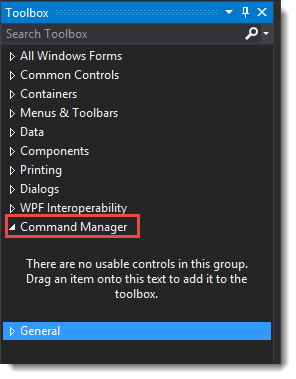 Toolbox
Search Toolbox
All Windows Forms
Common Controls
Containers
Menus & Toolbars
Data
Components
Printing
Dialogs
WPF Interoperability
Command Manager
There are no usable controls in this group.
Drag an item onto this text to add it to the
toolbox.
General